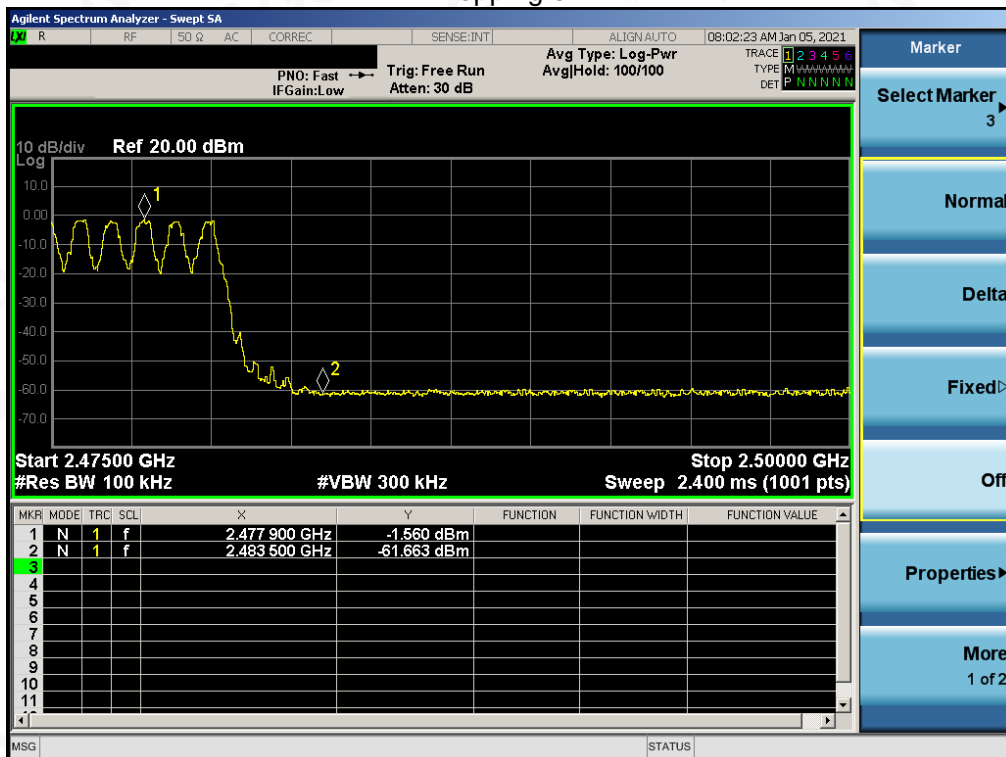 Agilent Spectrum Analyzer - Swept SA
LXI R RF 50 Ω AC CORREC SENSE:INT ALIGN AUTO 08:02:23 AM Jan 05, 2021
PNO: Fast Trig: Free Run Avg Type: Log-Pwr TRACE 1 2 3 4 5 6
IFGain:Low Atten: 30 dB Avg|Hold: 100/100 TYPE M WWWWW
DET P N N N N N
10 dB/div Ref 20.00 dBm
Log
10.0
0.00
-10.0
-20.0
-30.0
-40.0
-50.0
-60.0
-70.0
1
2
Start 2.47500 GHz Stop 2.50000 GHz
#Res BW 100 kHz #VBW 300 kHz Sweep 2.400 ms (1001 pts)
MKR MODE TRC SCL X Y FUNCTION FUNCTION WIDTH FUNCTION VALUE
1 N 1 f 2.477 900 GHz -1.560 dBm
2 N 1 f 2.483 500 GHz -61.663 dBm
3
4
5
6
7
8
9
10
11
MSG STATUS
Marker
Select Marker
3
Normal
Delta
Fixed
Off
Properties
More
1 of 2